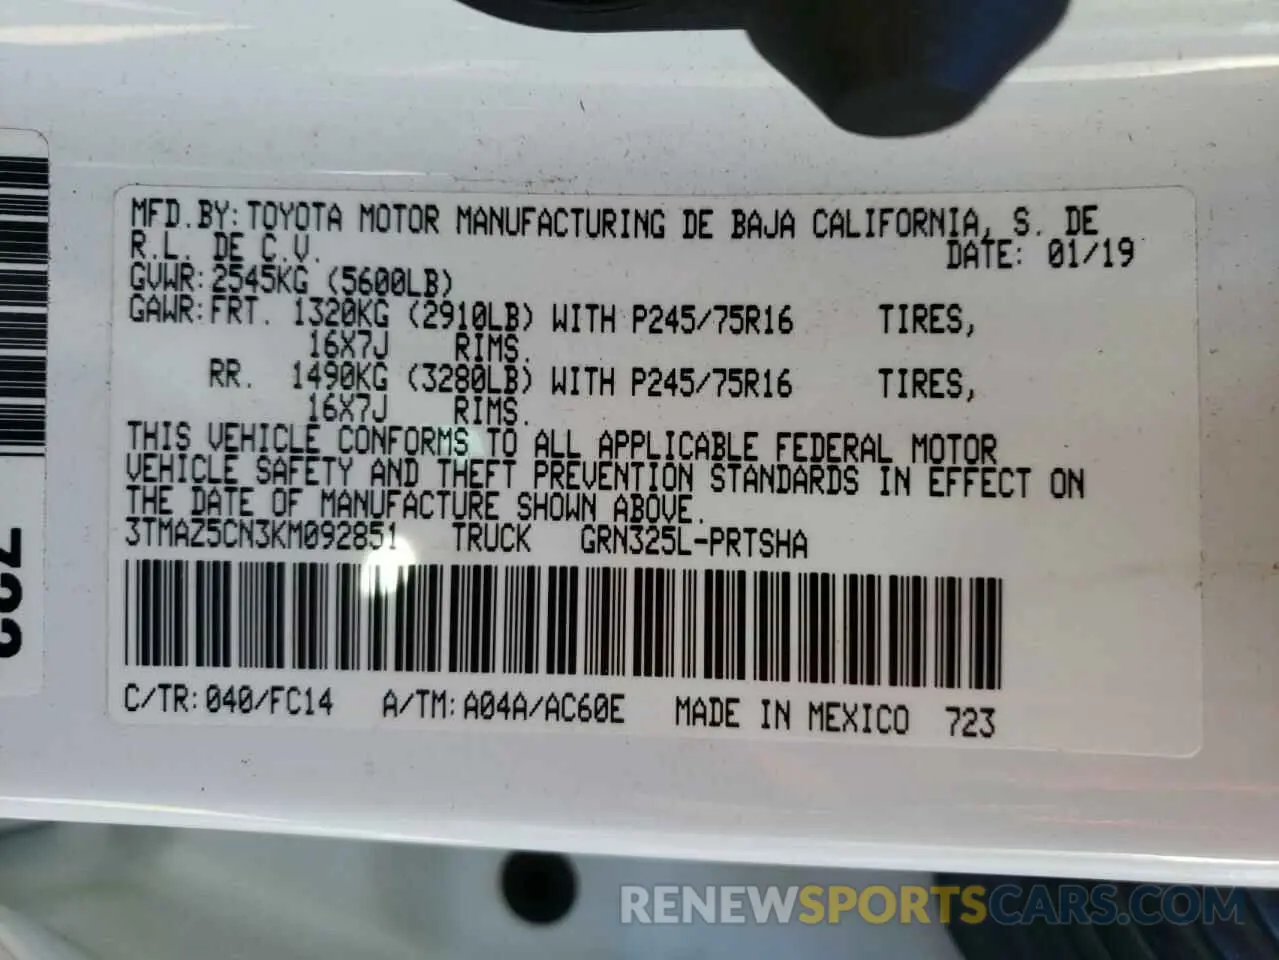 MFD.BY:TOYOTA MOTOR MANUFACTURING DE BAJA CALIFORNIA, S. DE
R.L. DE C.V. DATE: 01/19
GVWR:2545KG (5600LB)
GAWR:FRT. 1320KG (2910LB) WITH P245/75R16 TIRES,
16X7J RIMS.
RR. 1490KG (3280LB) WITH P245/75R16 TIRES,
16X7J RIMS.
THIS VEHICLE CONFORMS TO ALL APPLICABLE FEDERAL MOTOR
VEHICLE SAFETY AND THEFT PREVENTION STANDARDS IN EFFECT ON
THE DATE OF MANUFACTURE SHOWN ABOVE.
3TMAZ5CN3KM092851 TRUCK GRN325L-PRTSHA
C/TR:040/FC14 A/TM:A04A/AC60E MADE IN MEXICO 723
RENEWSPORTSCARS.COM